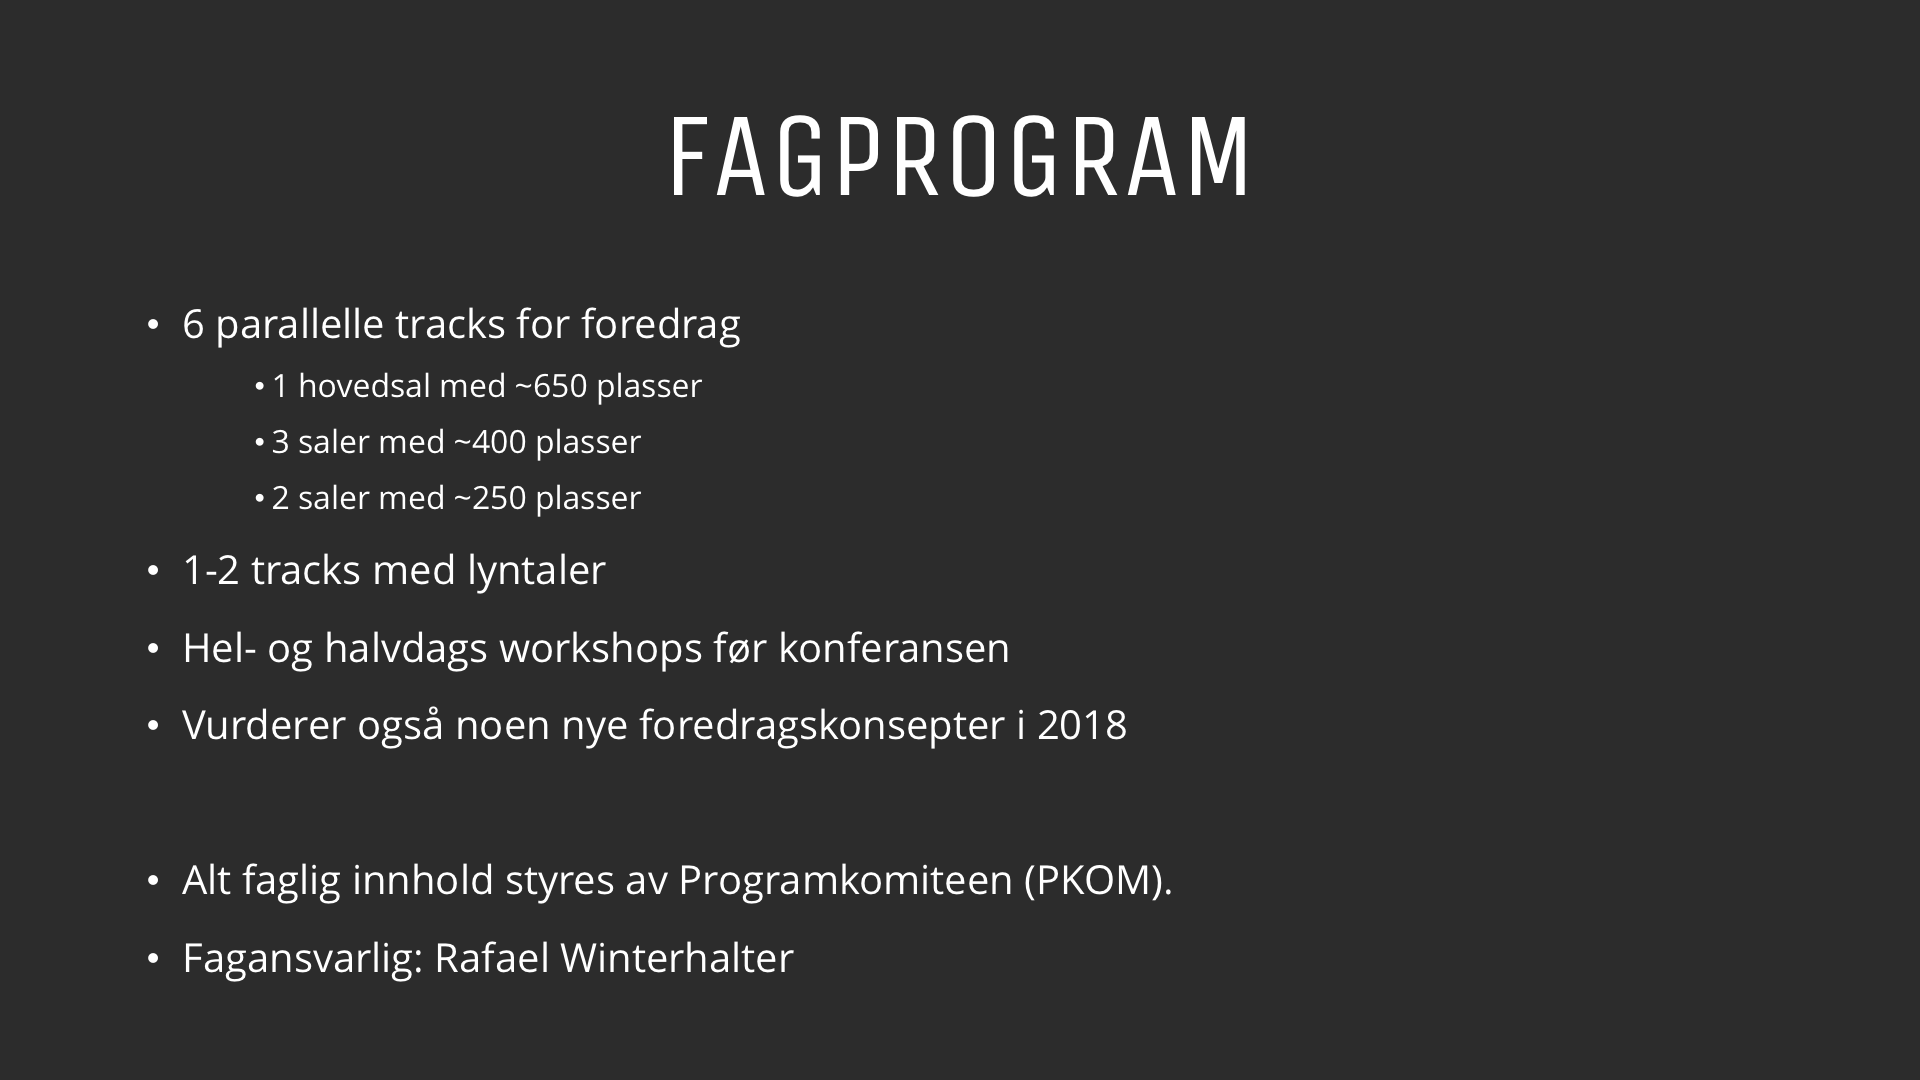 FAGPROGRAM
• 6 parallelle tracks for foredrag
• 1 hovedsal med ~650 plasser
• 3 saler med ~400 plasser
• 2 saler med ~250 plasser
• 1-2 tracks med lyntaler
• Hel- og halvdags workshops før konferansen
• Vurderer også noen nye foredragskonsepter i 2018
• Alt faglig innhold styres av Programkomiteen (PKOM).
• Fagansvarlig: Rafael Winterhalter